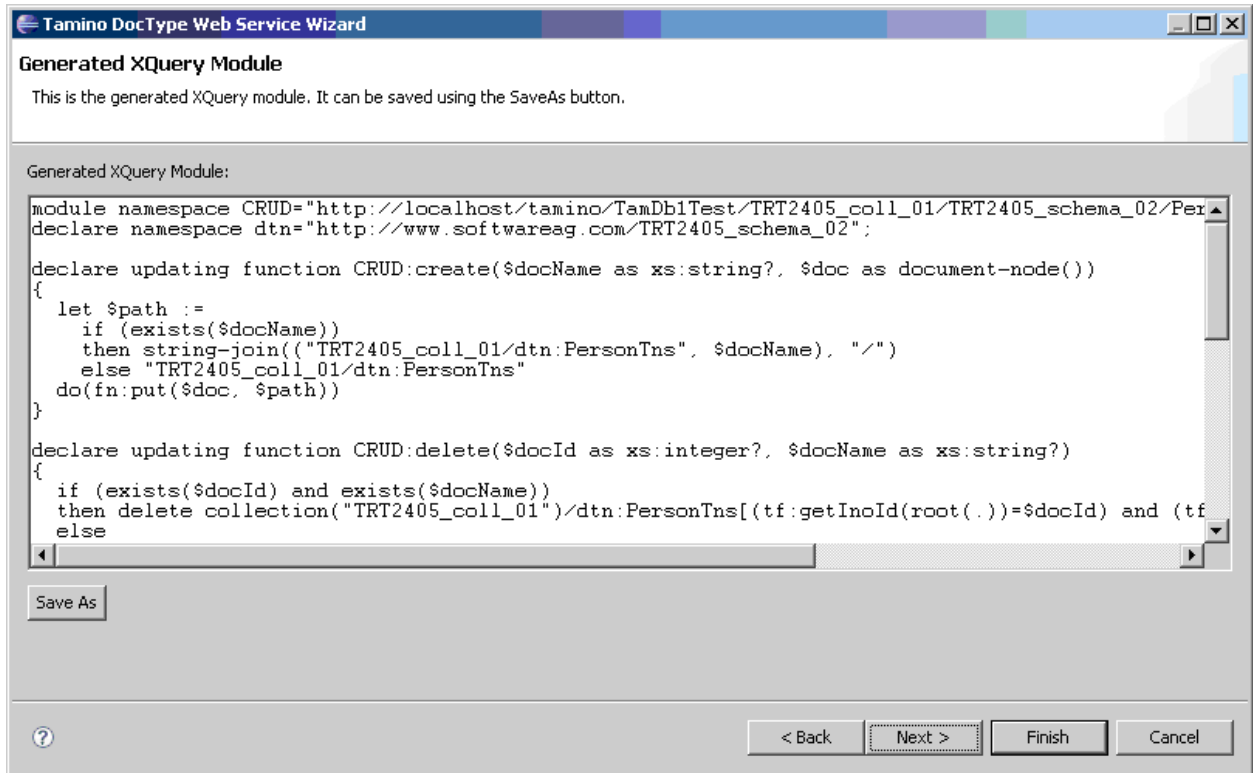 Tamino DocType Web Service Wizard
Generated XQuery Module
This is the generated XQuery module. It can be saved using the SaveAs button.
Generated XQuery Module:
module namespace CRUD="http://localhost/tamino/TamDb1Test/TRT2405_coll_01/TRT2405_schema_02/Per
declare namespace dtn="http://www.softwareag.com/TRT2405_schema_02";
declare updating function CRUD:create($docName as xs:string?, $doc as document-node())
{
let $path :=
if (exists($docName))
then string-join(("TRT2405_coll_01/dtn:PersonTns", $docName), "/")
else "TRT2405_coll_01/dtn:PersonTns"
do(fn:put($doc, $path))
}
declare updating function CRUD:delete($docId as xs:integer?, $docName as xs:string?)
{
if (exists($docId) and exists($docName))
then delete collection("TRT2405_coll_01")/dtn:PersonTns[(tf:getInoId(root(.))=$docId) and (tf
else
Save As
? < Back Next > Finish Cancel